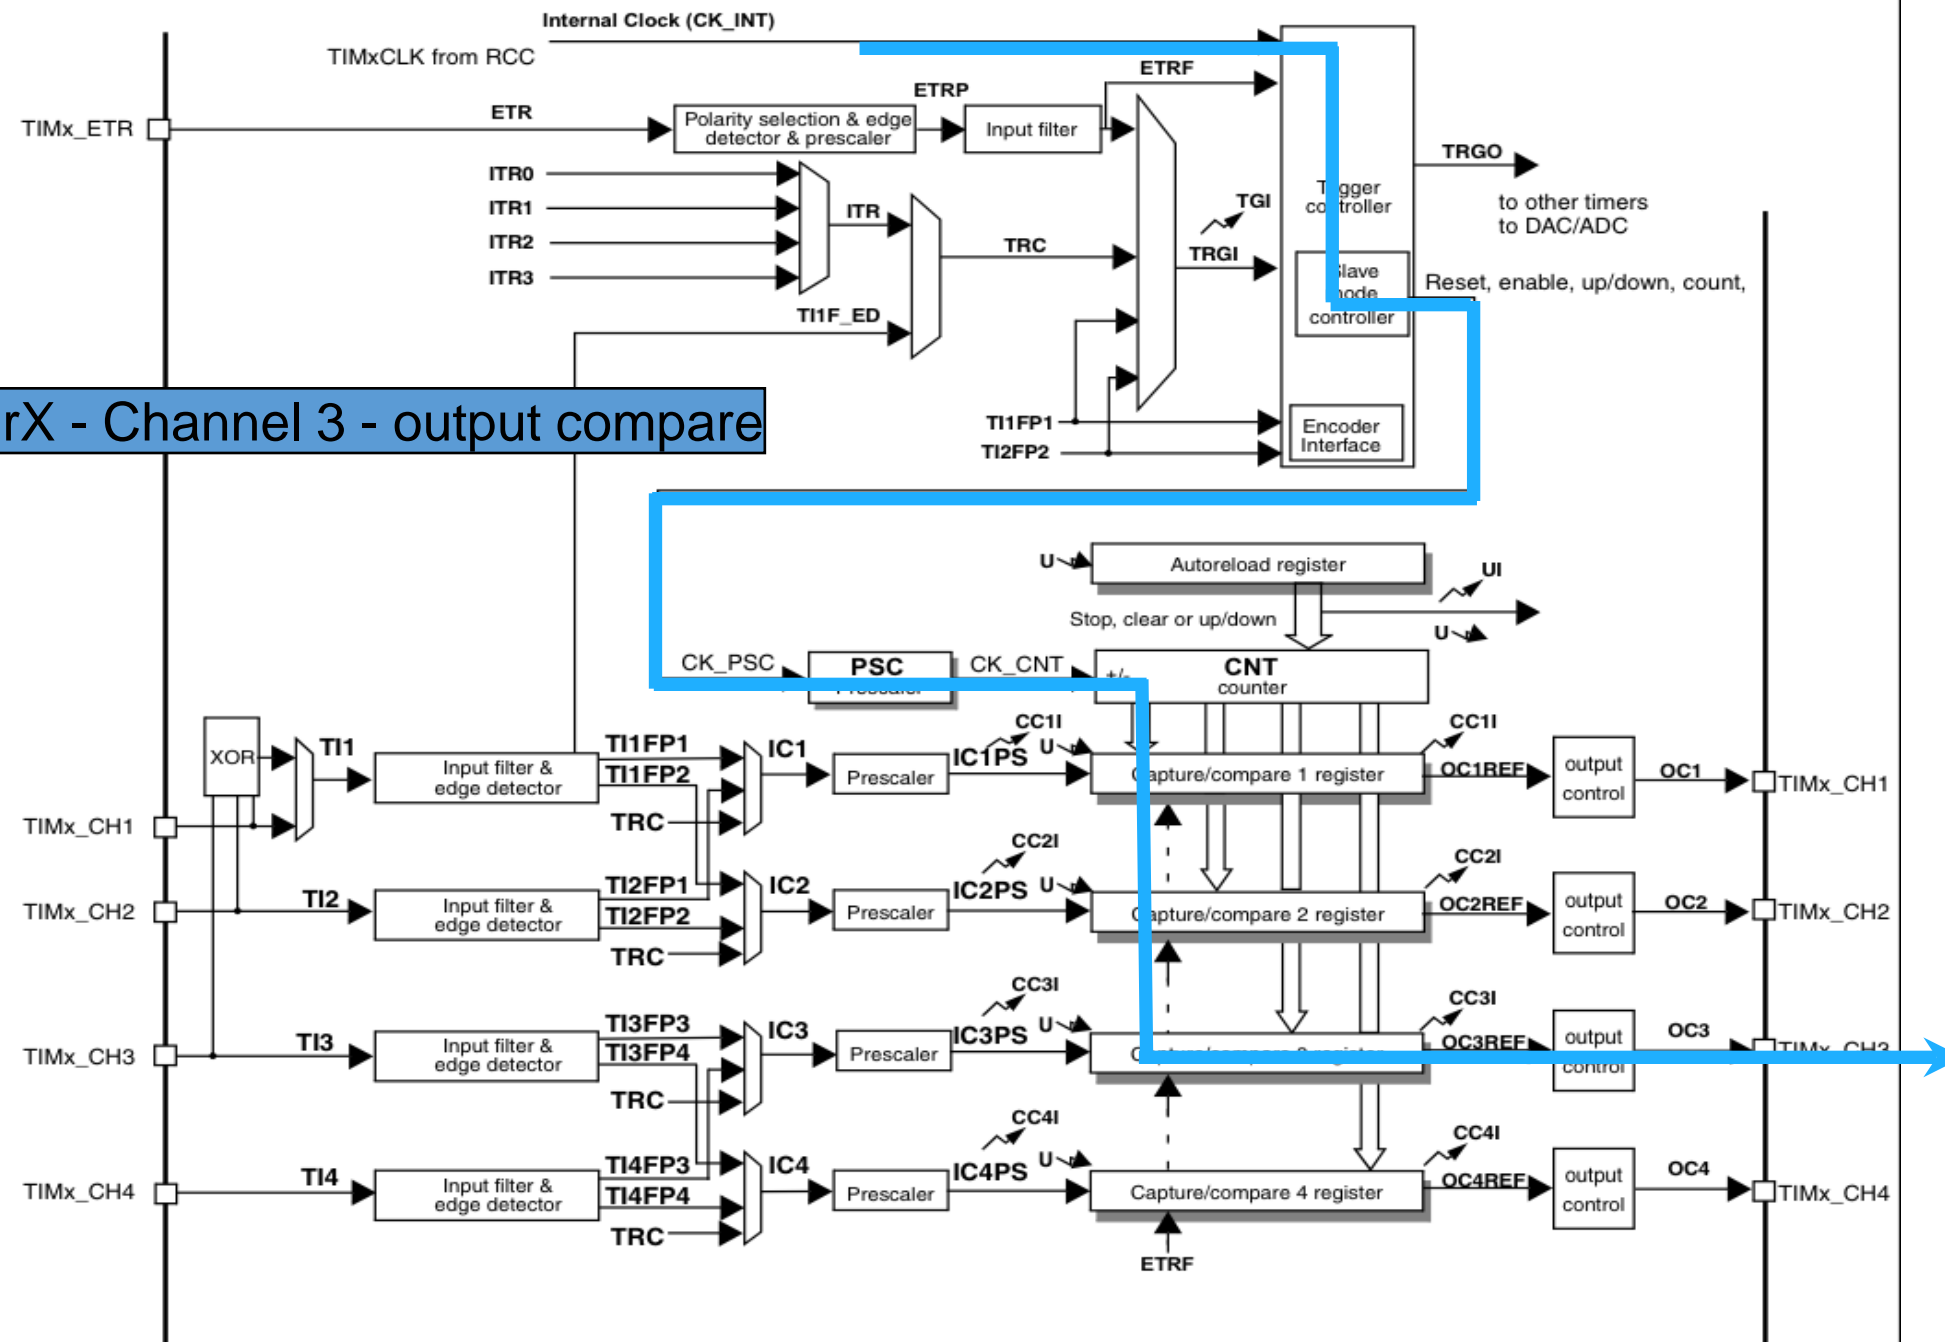 Internal Clock (CK_INT)
TIMxCLK from RCC
ETRF
ETRP
ETR
TIMx_ETR
Polarity selection & edge
detector & prescaler
Input filter
TRGO
ITR0
ITR1
ITR2
ITR3
ITR
TRC
TGI
TRGI
controller
to other timers
to DAC/ADC
Reset, enable, up/down, count,
controller
TI1F_ED
rX - Channel 3 - output compare
TI1FP1
TI2FP2
Encoder
Interface
U
Autoreload register
UI
Stop, clear or up/down
U
CK_PSC
PSC
CK_CNT
CNT
counter
XOR
TI1
Input filter &
edge detector
TI1FP1
TI1FP2
TRC
IC1
Prescaler
CC1I
IC1PS
U
Capture/compare 1 register
CC1I
OC1REF
output
control
OC1
TIMx_CH1
TIMx_CH1
TIMx_CH2
TI2
Input filter &
edge detector
TI2FP1
TI2FP2
TRC
IC2
Prescaler
CC2I
IC2PS
U
Capture/compare 2 register
CC2I
OC2REF
output
control
OC2
TIMx_CH2
TIMx_CH3
TI3
Input filter &
edge detector
TI3FP3
TI3FP4
TRC
IC3
Prescaler
CC3I
IC3PS
U
CC3I
OC3REF
output
control
OC3
TIMx_CH3
TIMx_CH4
TI4
Input filter &
edge detector
TI4FP3
TI4FP4
TRC
IC4
Prescaler
CC4I
IC4PS
U
Capture/compare 4 register
CC4I
OC4REF
output
control
OC4
TIMx_CH4
ETRF